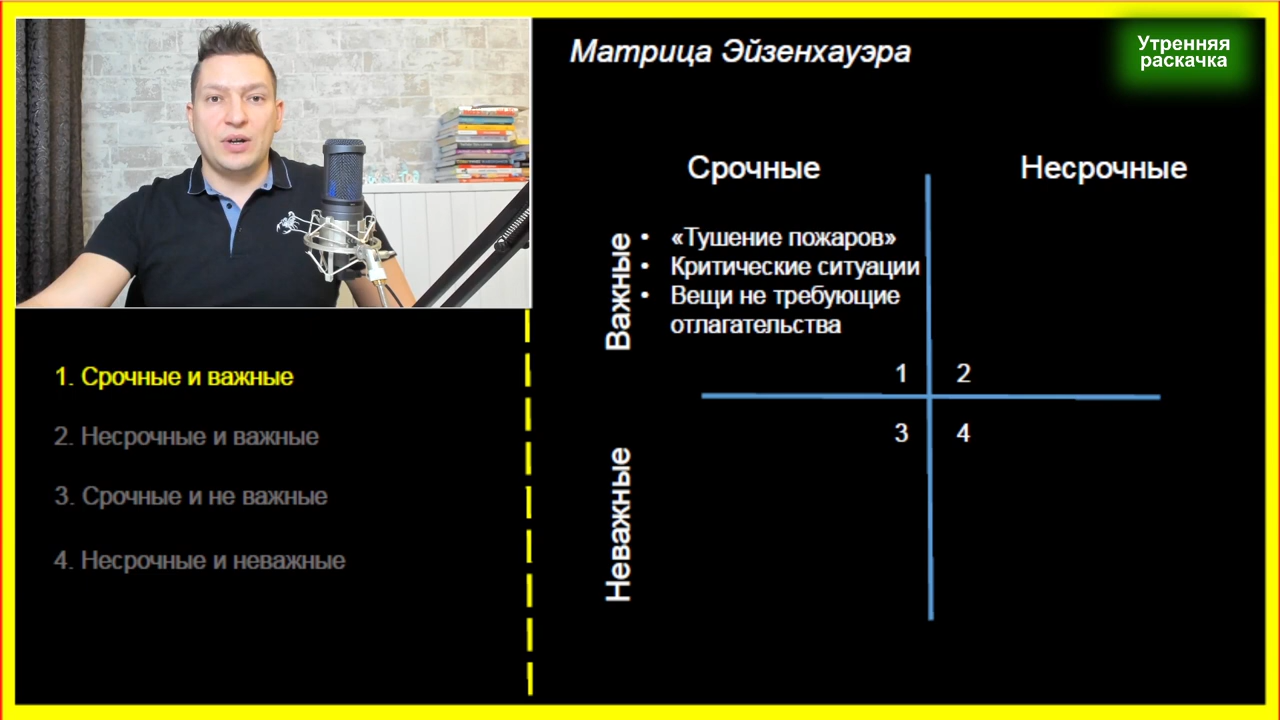 Матрица Эйзенхауэра
Утренняя
раскачка
Срочные
Несрочные
Важные
• «Тушение пожаров»
• Критические ситуации
• Вещи не требующие
отлагательства
1
2
3
4
Неважные
1. Срочные и важные
2. Несрочные и важные
3. Срочные и не важные
4. Несрочные и неважные